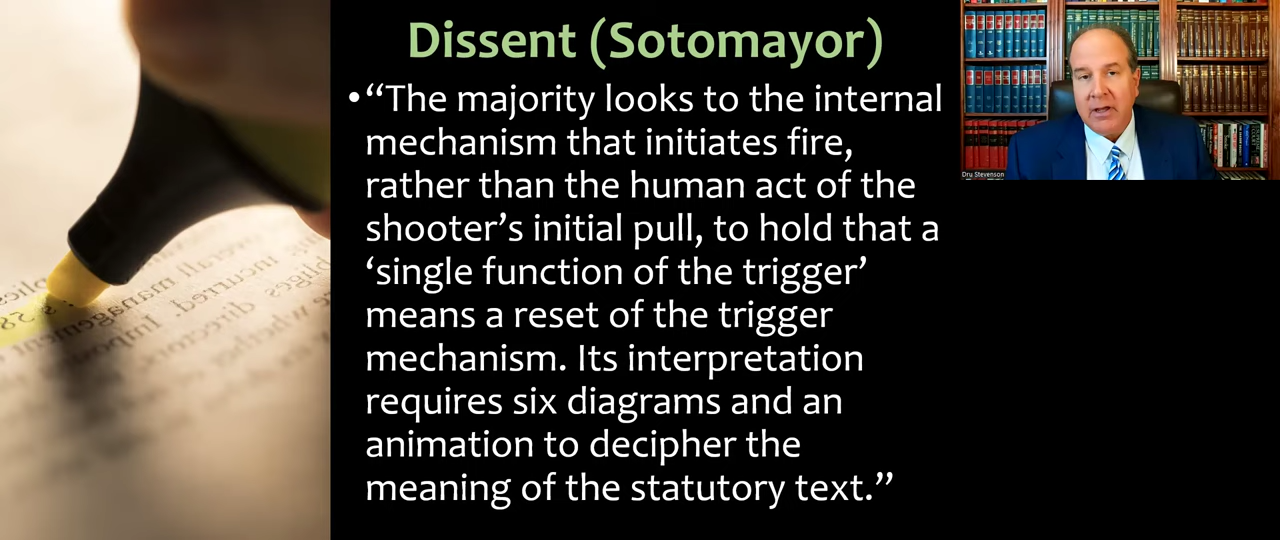 Dissent (Sotomayor)
•“The majority looks to the internal
mechanism that initiates fire,
rather than the human act of the
shooter’s initial pull, to hold that a
‘single function of the trigger’
means a reset of the trigger
mechanism. Its interpretation
requires six diagrams and an
animation to decipher the
meaning of the statutory text.”
Dru Stevenson